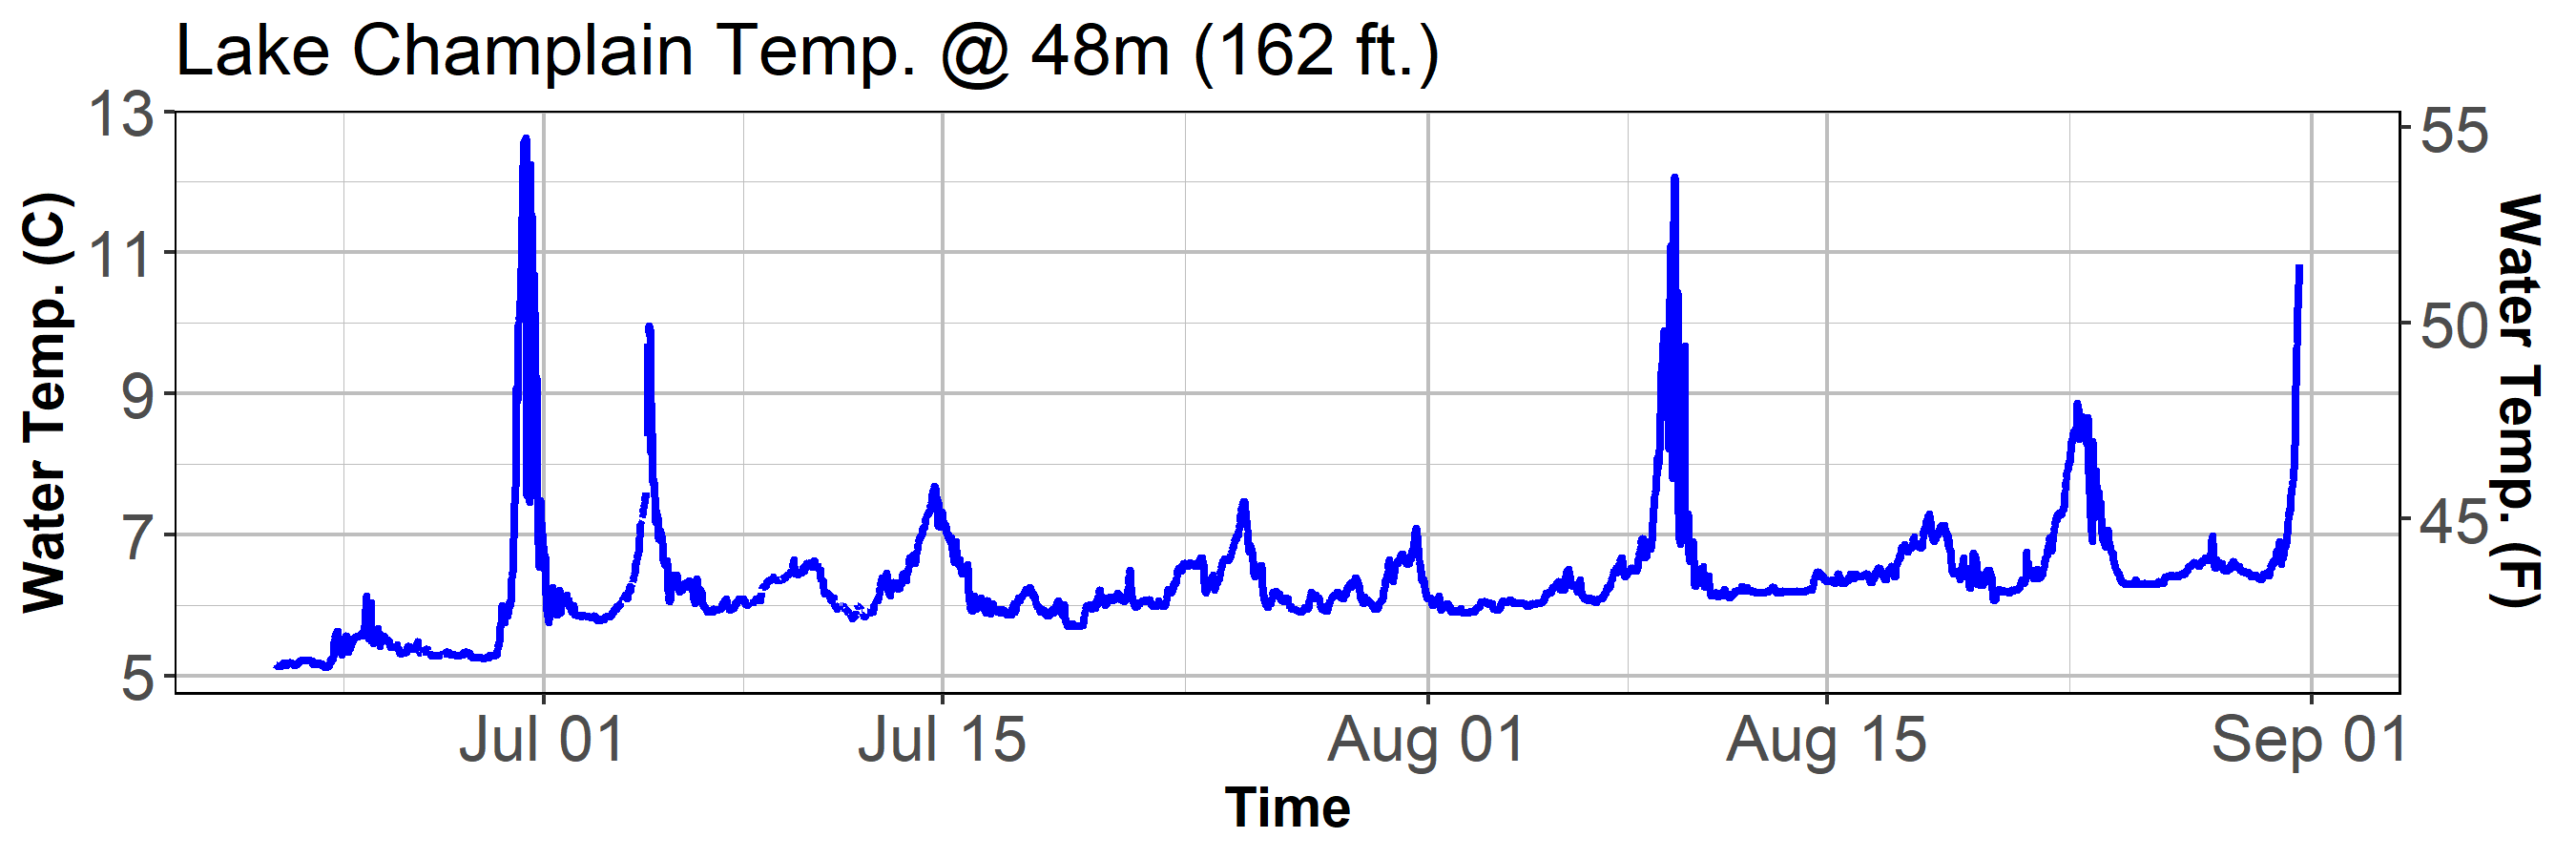 Lake Champlain Temp. @ 48m (162 ft.)
13
11
9
7
5
Water Temp. (C)
55
50
45
Water Temp. (F)
Jul 01
Jul 15
Aug 01
Aug 15
Sep 01
Time